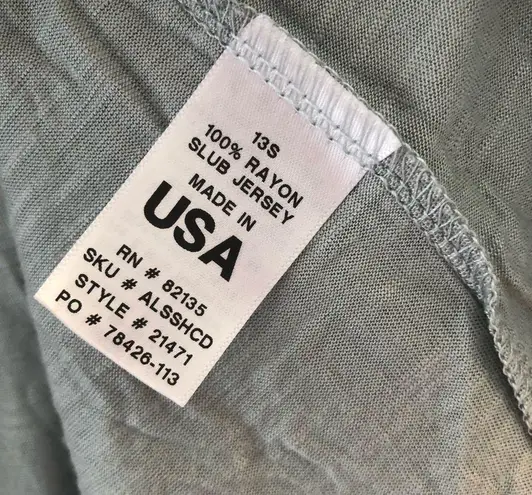 13S
100% RAYON
SLUB JERSEY
MADE IN
USA
RN # 82135
SKU # ALSSHCD
STYLE # 21471
PO # 78426-113